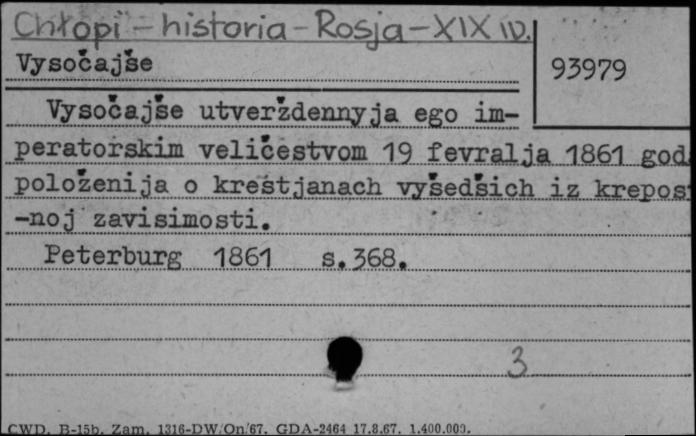 Chłopi - historia - Rosja - XIX w.
Vysočajše
93979
Vysočajše utverždennyja ego im-
peratorskim veličestvom 19 fevralja 1861 god
položenija o krestjanach vyšedšich iz krepos
-noj zavisimosti.
Peterburg 1861 s.368.
3
CWD. B-15b. Zam. 1316-DW/On/67. GDA-2464 17.8.67. 1.400.000.